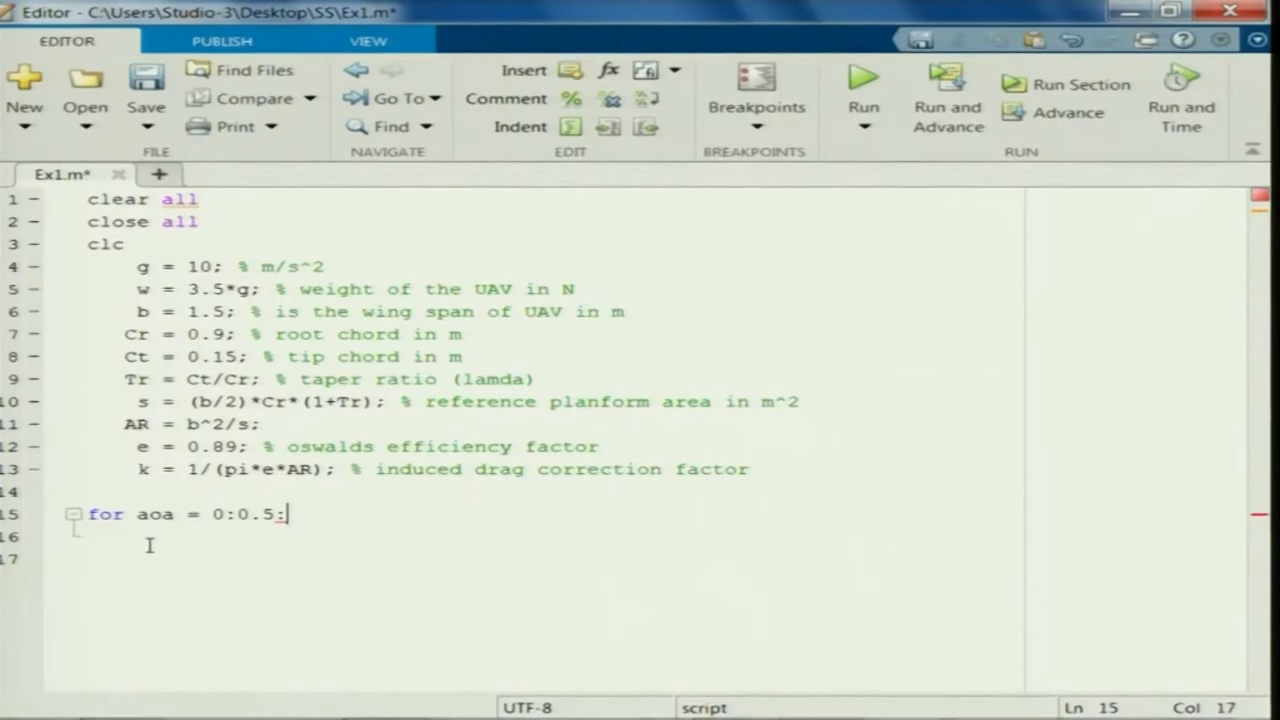 Editor - C:\Users\Studio-3\Desktop\SS\Ex1.m*
EDITOR PUBLISH VIEW
New Open Save Find Files Compare Print
FILE
Go To Find
NAVIGATE
Insert fx
Comment
Indent
EDIT
Breakpoints
BREAKPOINTS
Run Run and Advance Run Section Advance Run and Time
RUN
Ex1.m*
1 - clear all
2 - close all
3 - clc
4 - g = 10; % m/s^2
5 - w = 3.5*g; % weight of the UAV in N
6 - b = 1.5; % is the wing span of UAV in m
7 - Cr = 0.9; % root chord in m
8 - Ct = 0.15; % tip chord in m
9 - Tr = Ct/Cr; % taper ratio (lamda)
10 - s = (b/2)*Cr*(1+Tr); % reference planform area in m^2
11 - AR = b^2/s;
12 - e = 0.89; % oswalds efficiency factor
13 - k = 1/(pi*e*AR); % induced drag correction factor
14
15 for aoa = 0:0.5:
16
17
UTF-8 script Ln 15 Col 17